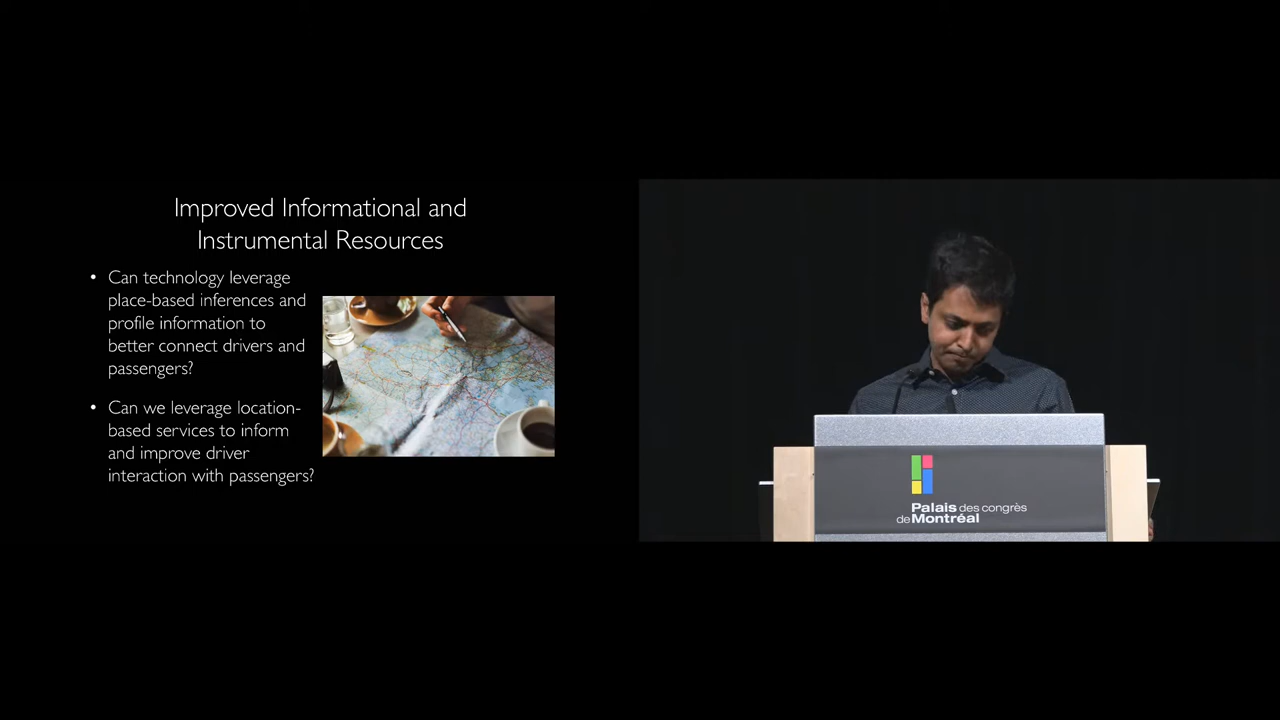 Improved Informational and
Instrumental Resources
• Can technology leverage
place-based inferences and
profile information to
better connect drivers and
passengers?
• Can we leverage location-
based services to inform
and improve driver
interaction with passengers?
Palais des congrès
de Montréal